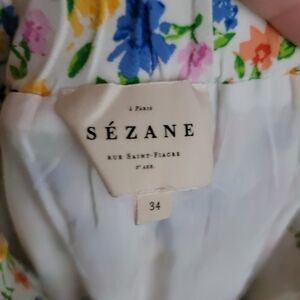 À PARIS
SÉZANE
RUE SAINT-FIACRE
2E ARR.
34